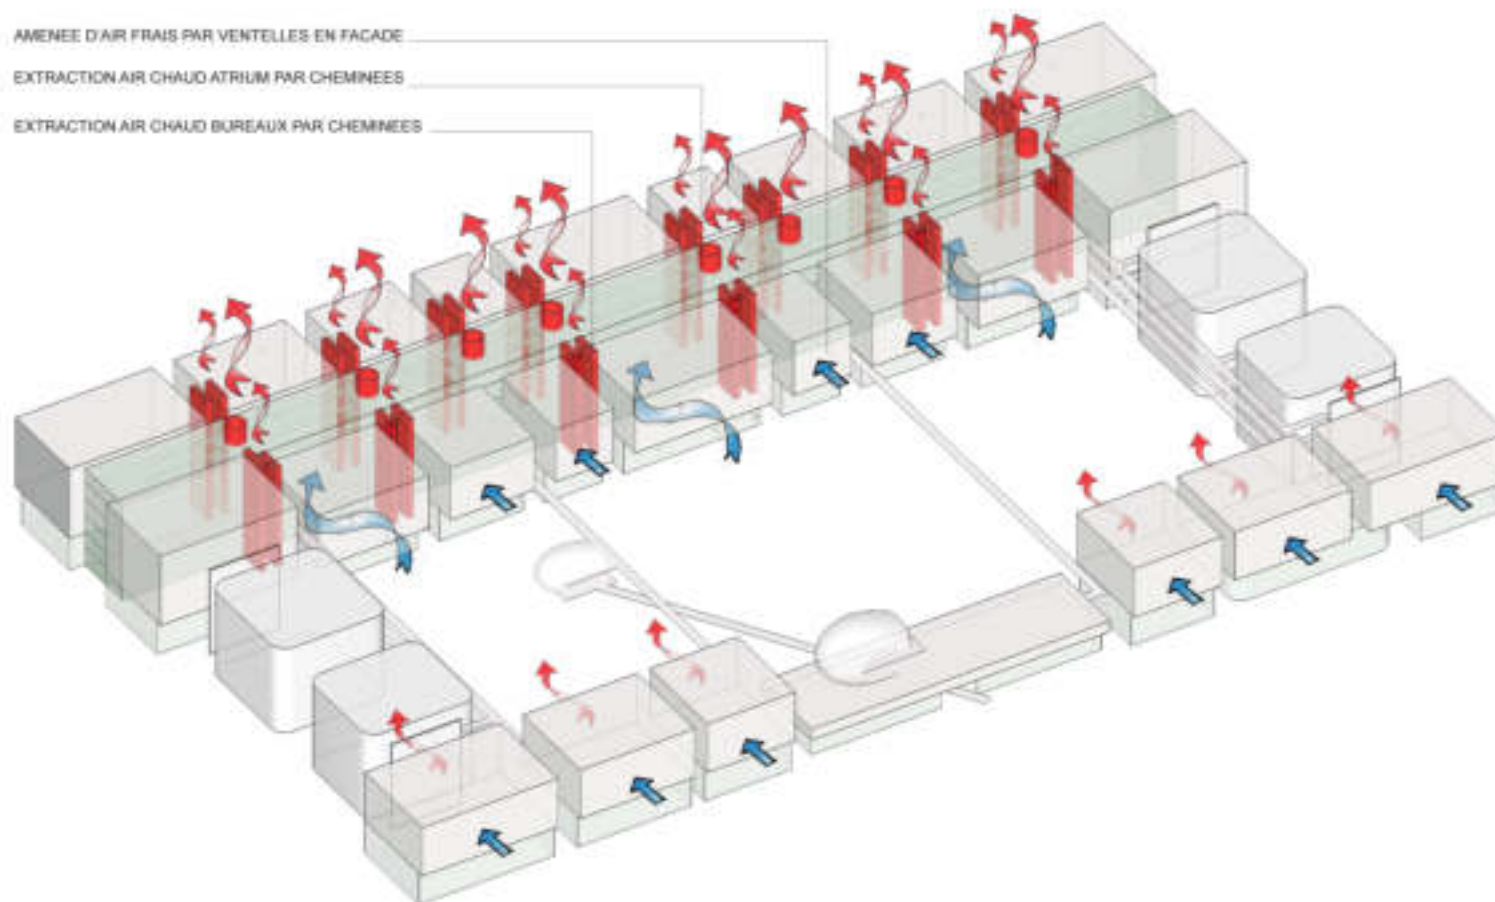 AMENEE D'AIR FRAIS PAR VENTELLES EN FACADE
EXTRACTION AIR CHAUD ATRIUM PAR CHEMINEES
EXTRACTION AIR CHAUD BUREAUX PAR CHEMINEES